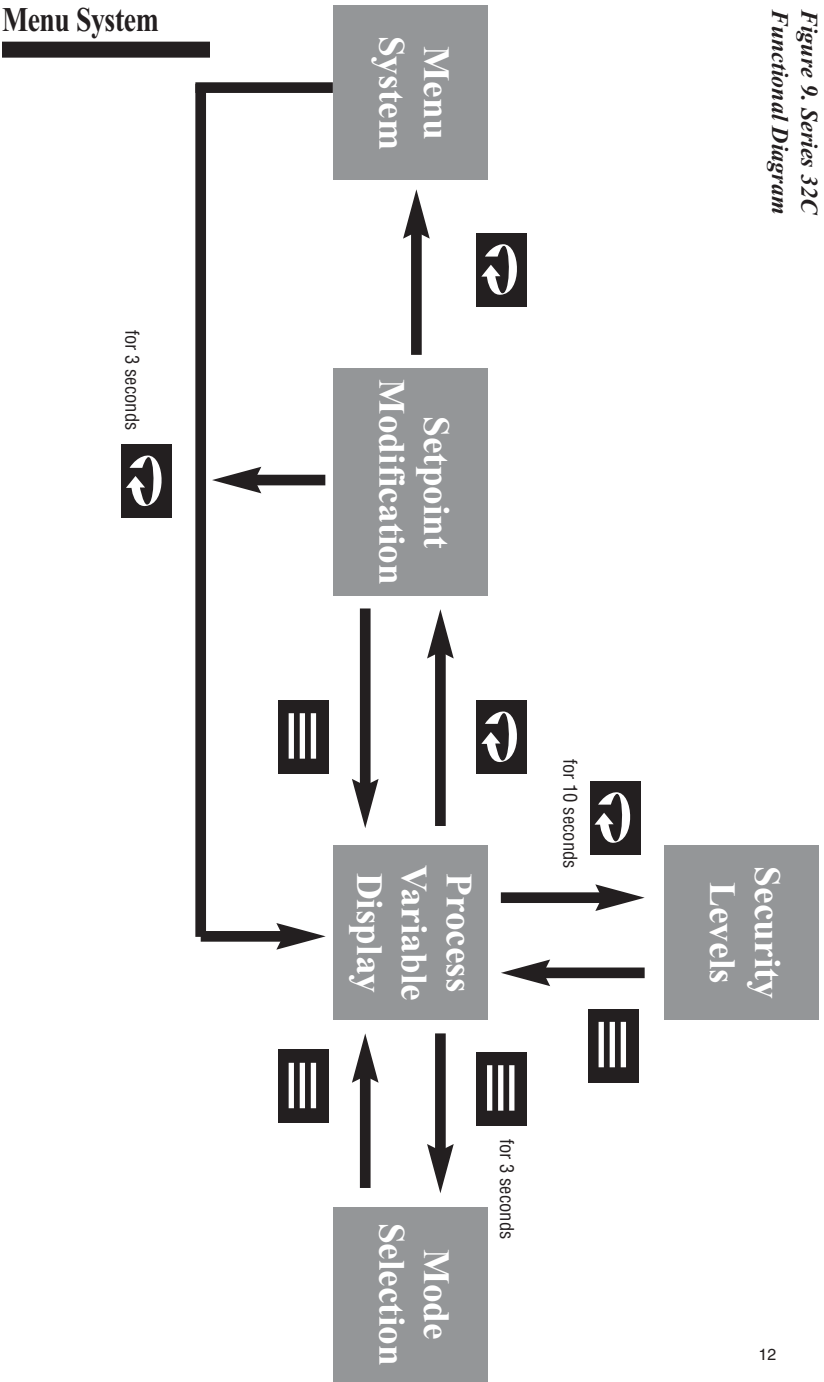 Menu System
Figure 9. Series 32C
Functional Diagram
Menu
System
Setpoint
Modification
for 3 seconds
Security
Levels
for 10 seconds
Process
Variable
Display
for 3 seconds
Mode
Selection
12